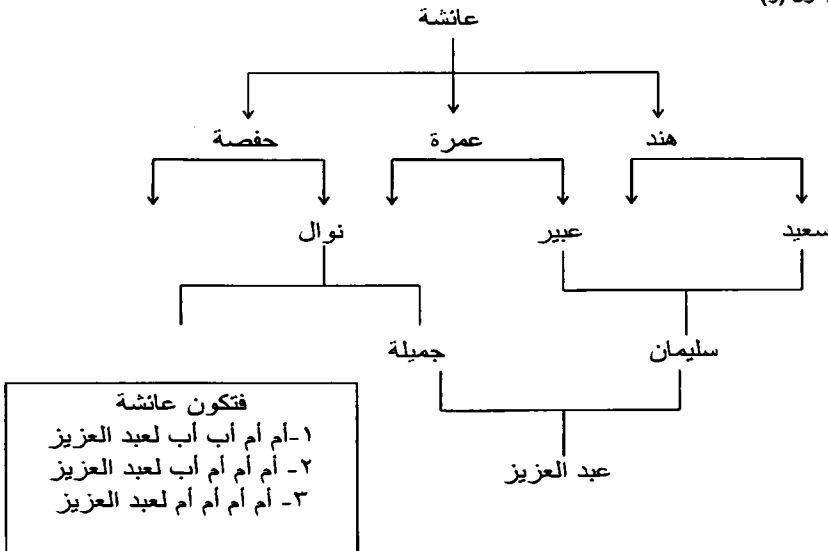 عائشة
هند عمرة حفصة
سعيد عبير نوال
سليمان جميلة
عبد العزيز
فتكون عائشة
١- أم أم أب أب لعبد العزيز
٢- أم أم أم أب لعبد العزيز
٣- أم أم أم أم لعبد العزيز